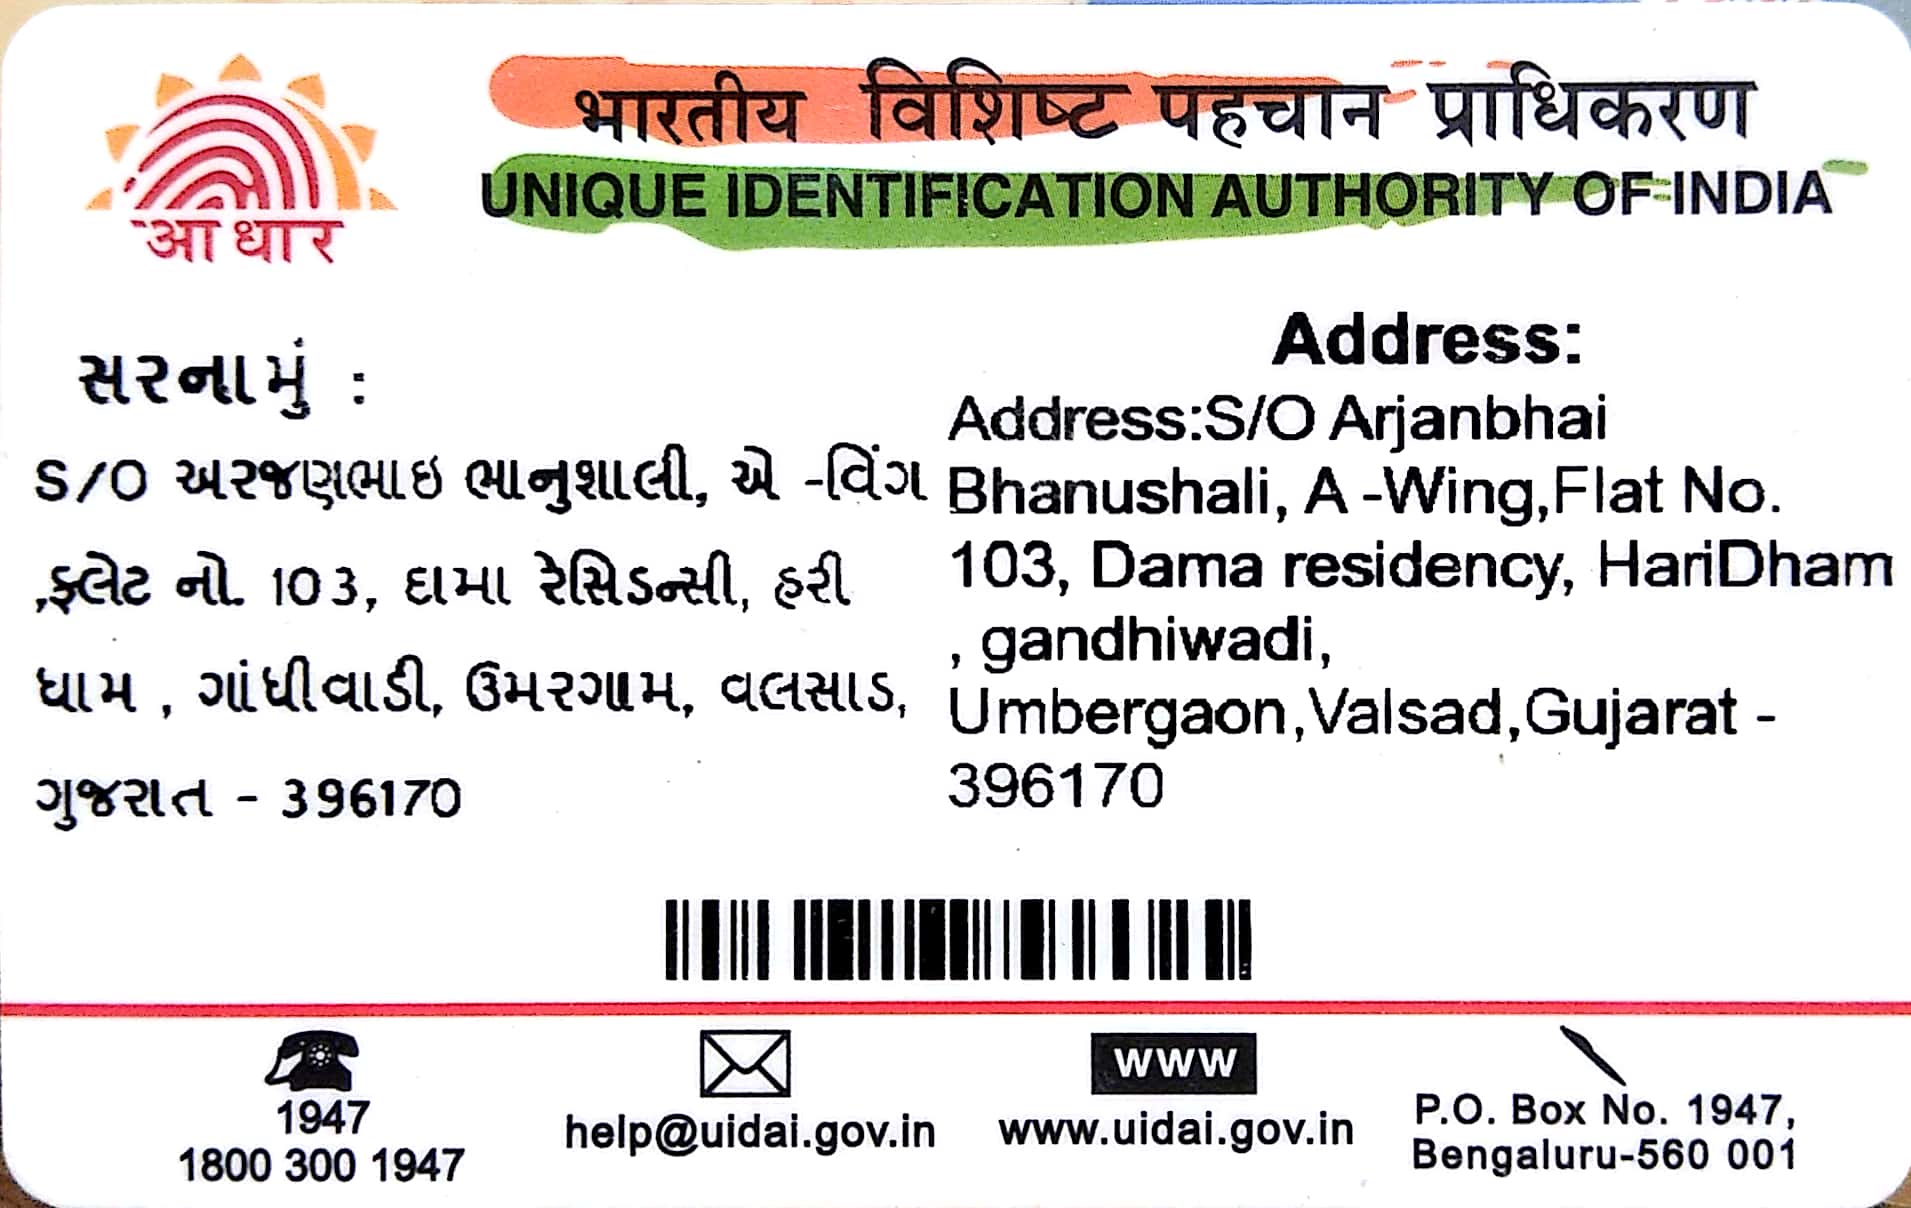 आधार
भारतीय विशिष्ट पहचान प्राधिकरण
UNIQUE IDENTIFICATION AUTHORITY OF INDIA
સરનામું :
S/O અરજણભાઇ ભાનુશાલી, એ -વિંગ
,ફ્લેટ નો. 103, દામા રેસિડન્સી, હરી
ધામ , ગાંધીવાડી, ઉમરગામ, વલસાડ,
ગુજરાત - 396170
Address:
Address:S/O Arjanbhai
Bhanushali, A -Wing,Flat No.
103, Dama residency, HariDham
, gandhiwadi,
Umbergaon,Valsad,Gujarat -
396170
1947
1800 300 1947
help@uidai.gov.in
WWW
www.uidai.gov.in
P.O. Box No. 1947,
Bengaluru-560 001